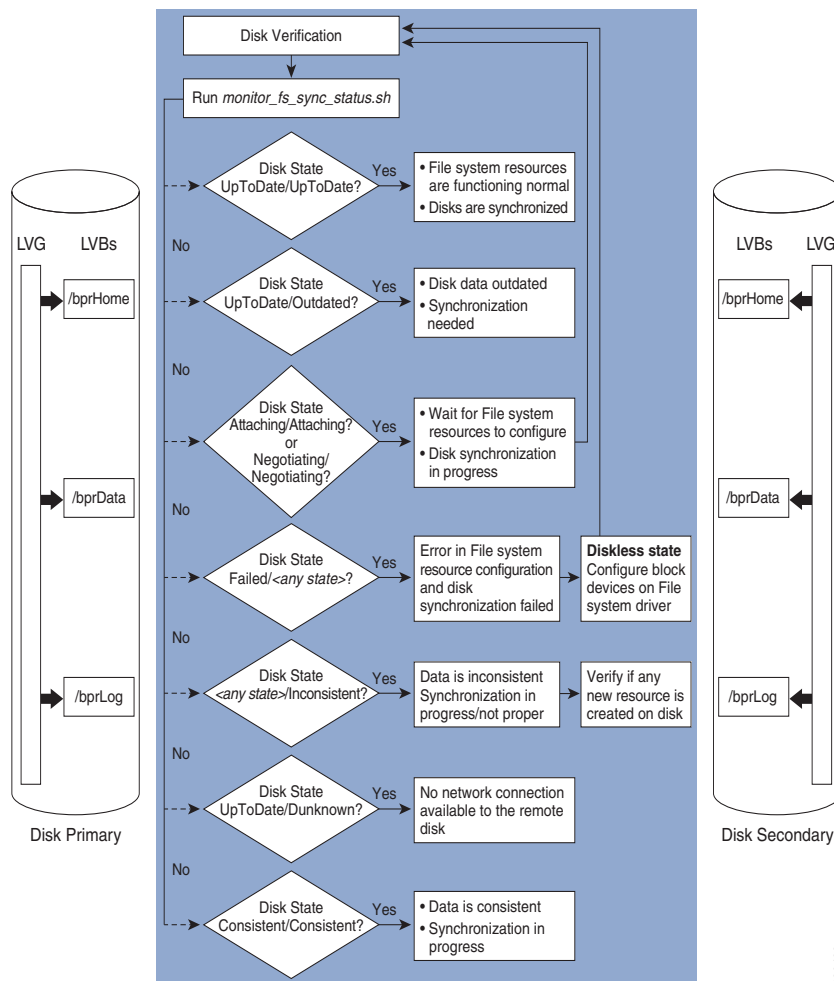 Disk Verification
Run monitor_fs_sync_status.sh
Disk State
UpToDate/UpToDate?
Yes
• File system resources
are functioning normal
• Disks are synchronized
No
Disk State
UpToDate/Outdated?
Yes
• Disk data outdated
• Synchronization
needed
No
Disk State
Attaching/Attaching?
or
Negotiating/
Negotiating?
Yes
• Wait for File system
resources to configure
• Disk synchronization
in progress
No
Disk State
Failed/<any state>?
Yes
Error in File system
resource configuration
and disk
synchronization failed
Diskless state
Configure block
devices on File
system driver
No
Disk State
<any state>/Inconsistent?
Yes
Data is inconsistent
Synchronization in
progress/not proper
Verify if any
new resource is
created on disk
No
Disk State
UpToDate/Dunknown?
Yes
No network connection
available to the remote
disk
No
Disk State
Consistent/Consistent?
Yes
• Data is consistent
• Synchronization in
progress
LVG
LVBs
/bprHome
/bprData
/bprLog
Disk Primary
LVBs
LVG
/bprHome
/bprData
/bprLog
Disk Secondary